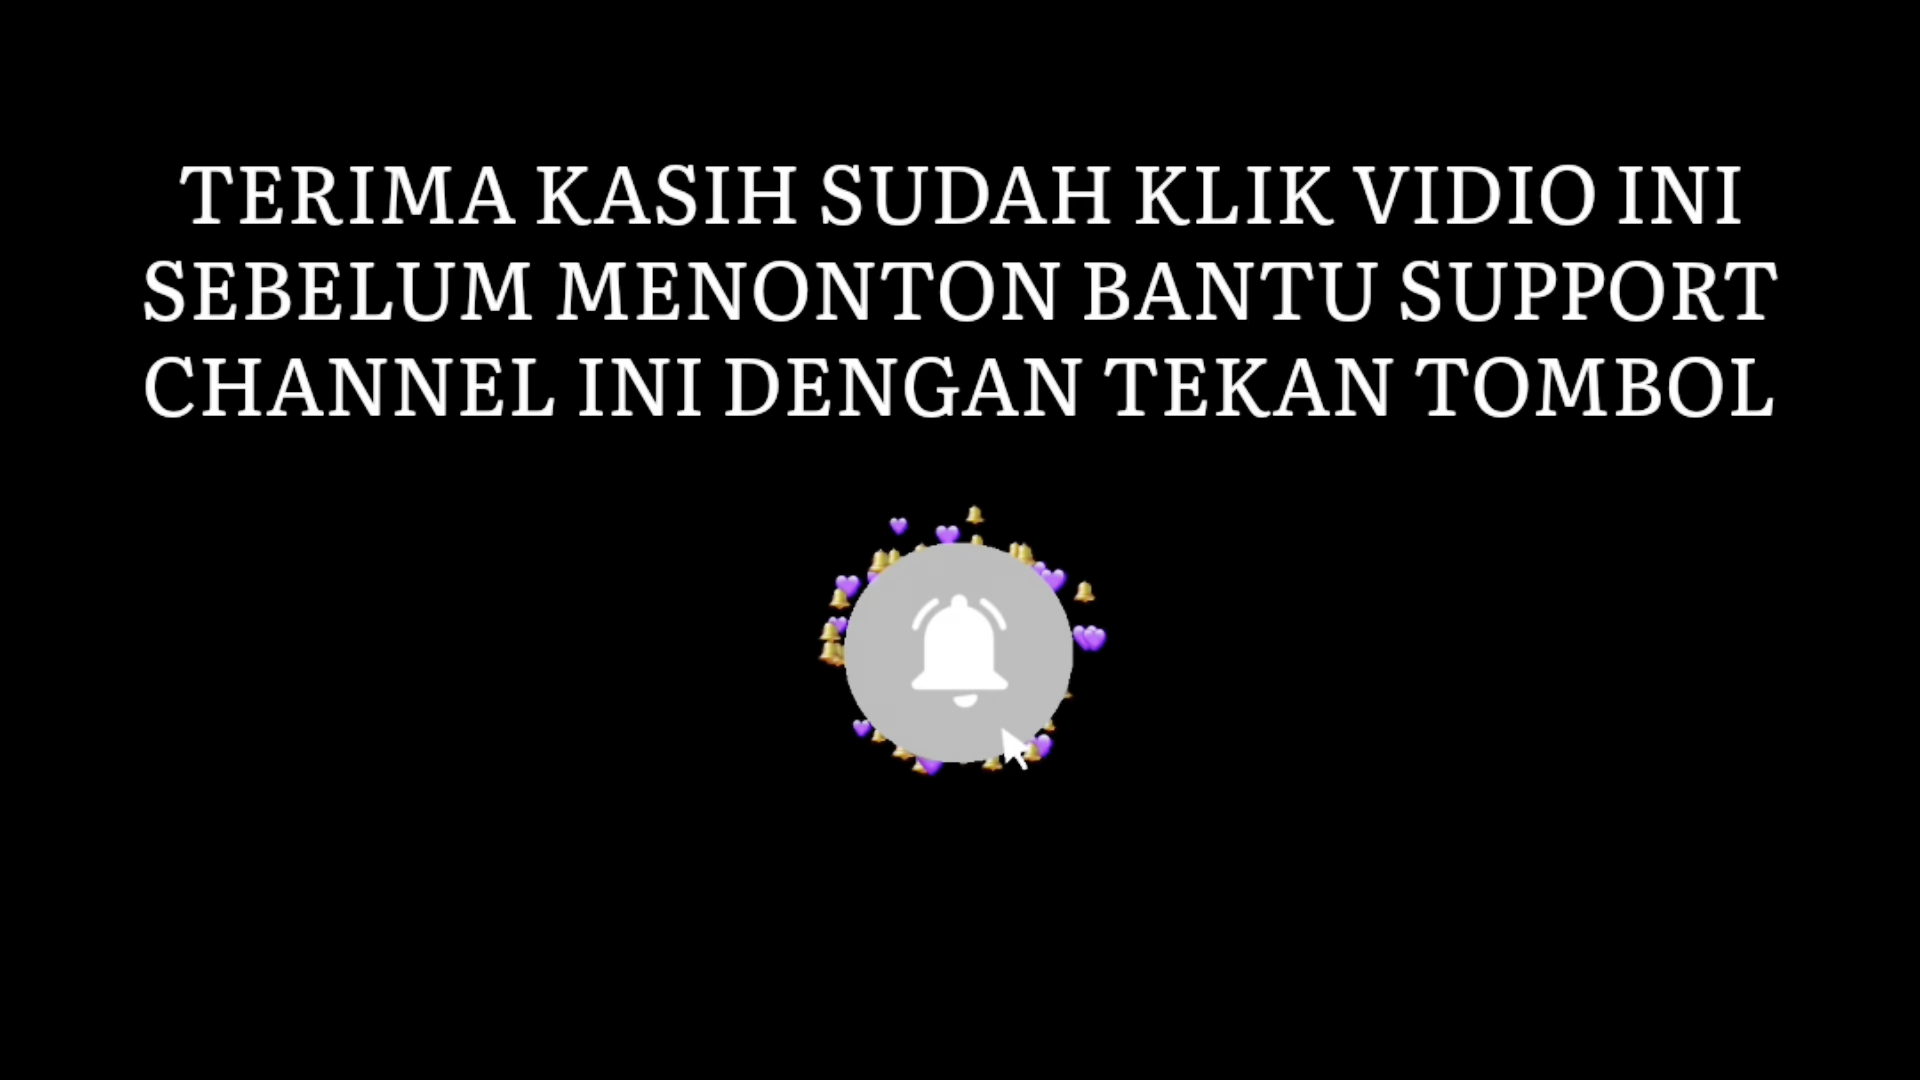 TERIMA KASIH SUDAH KLIK VIDIO INI
SEBELUM MENONTON BANTU SUPPORT
CHANNEL INI DENGAN TEKAN TOMBOL